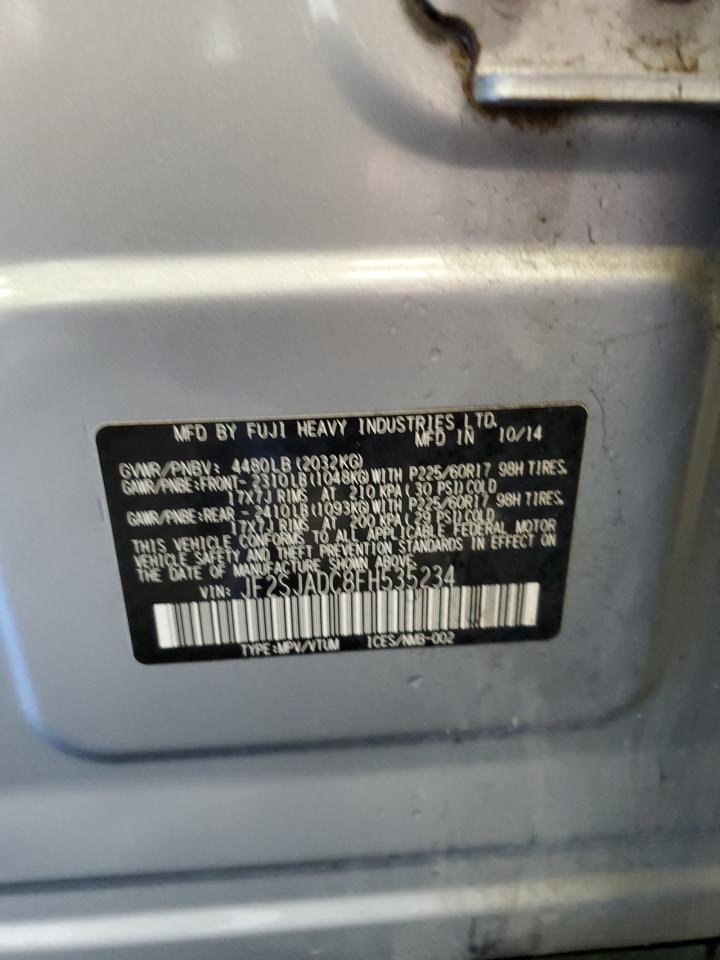 MFD BY FUJI HEAVY INDUSTRIES LTD.
MFD IN 10/14
GVWR/PNBV: 4480LB(2032KG)
GAWR/PNBE:FRONT- 2310LB(1048KG)WITH P225/60R17 98H TIRES,
17X7J RIMS AT 210 KPA( 30 PSI)COLD
GAWR/PNBE:REAR - 2410LB(1093KG)WITH P225/60R17 98H TIRES,
17X7J RIMS AT 200 KPA( 29 PSI)COLD
THIS VEHICLE CONFORMS TO ALL APPLICABLE FEDERAL MOTOR
VEHICLE SAFETY AND THEFT PREVENTION STANDARDS IN EFFECT ON
THE DATE OF MANUFACTURE SHOWN ABOVE.
VIN: JF2SJADC8FH535234
TYPE:MPV/VTUM ICES/NMB-002